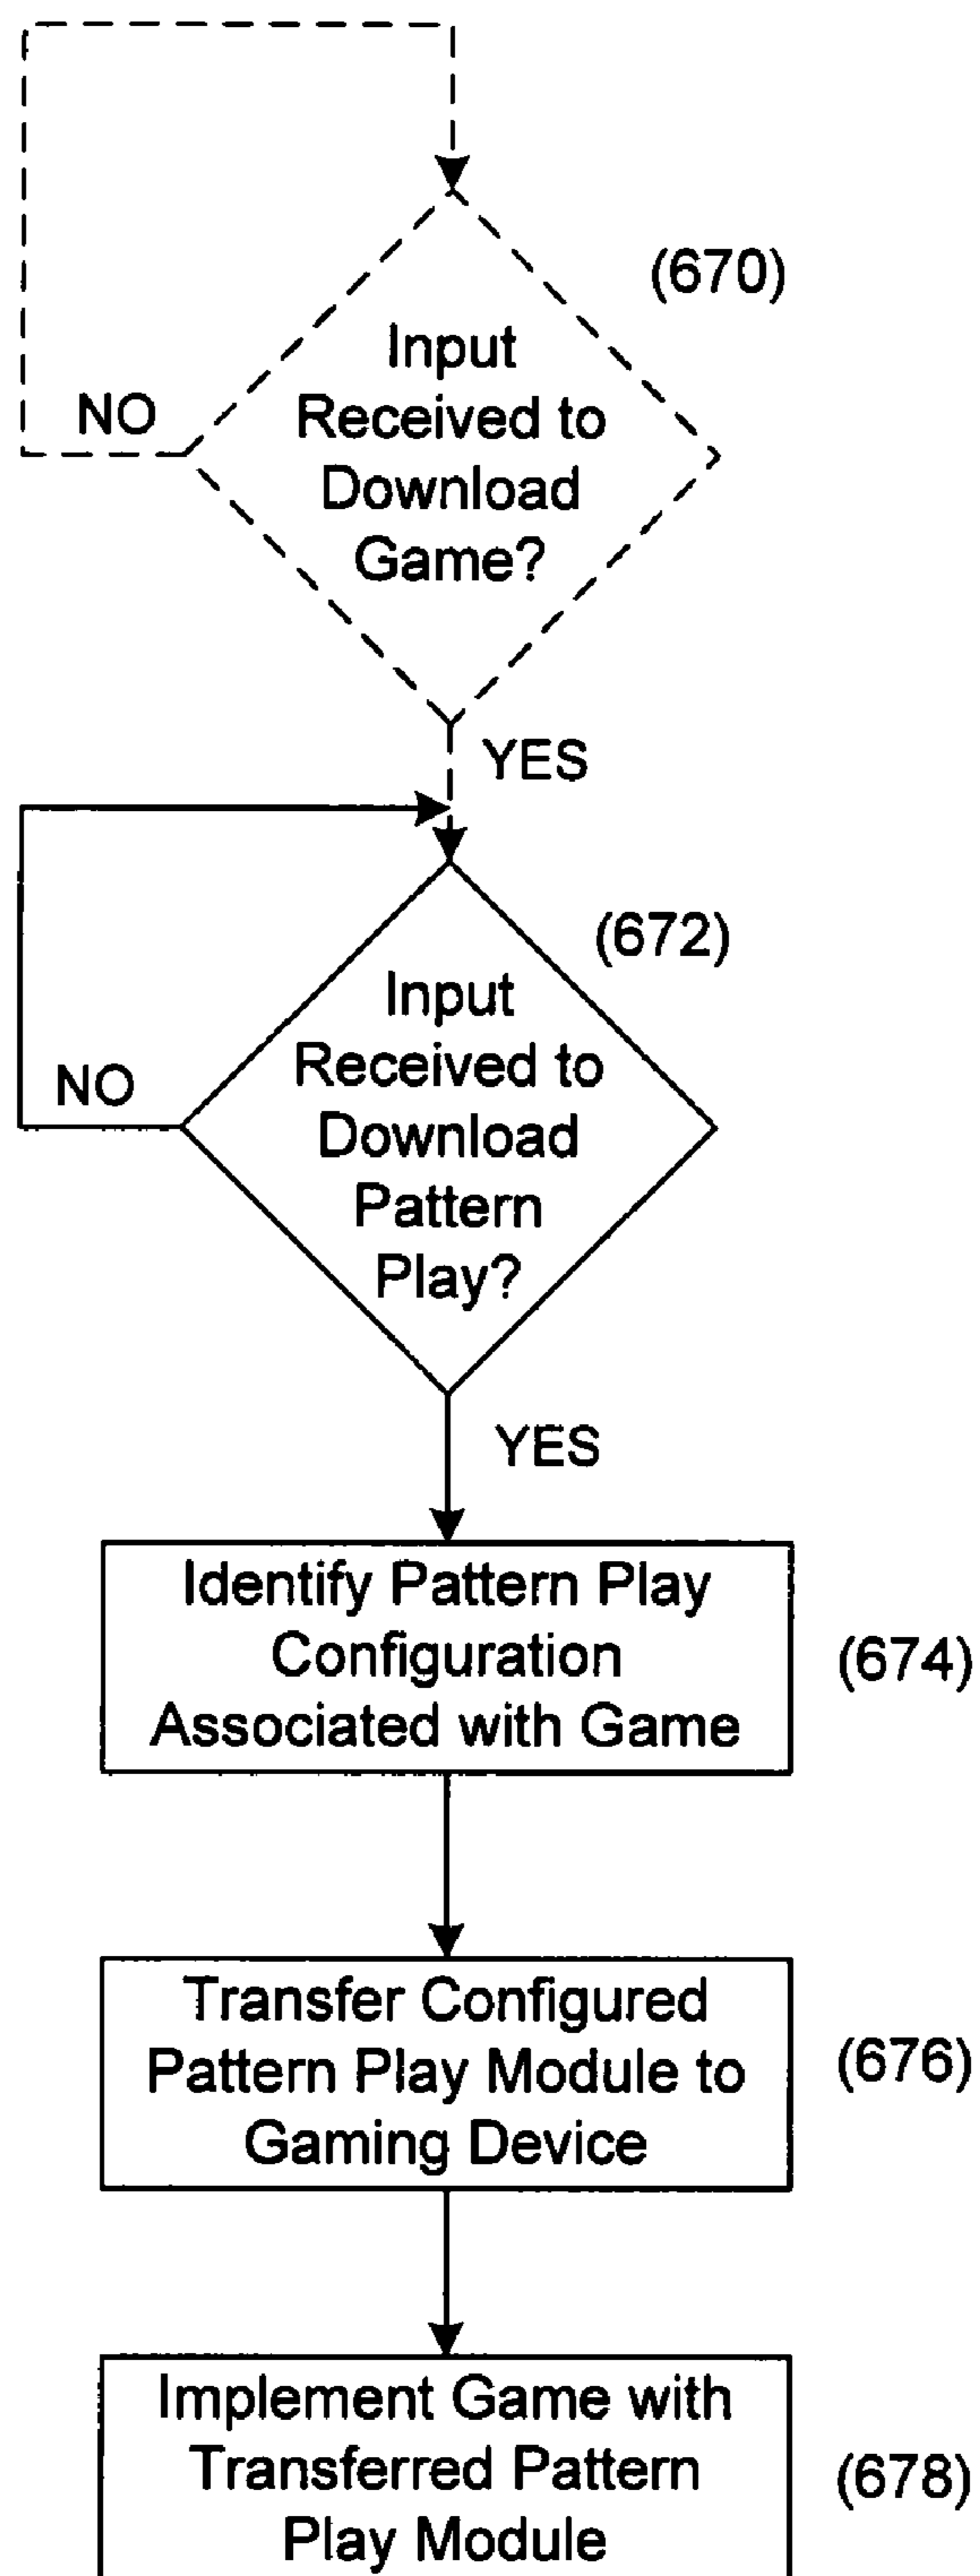 (670)
Input
Received to
Download
Game?
NO
YES
(672)
Input
Received to
Download
Pattern
Play?
NO
YES
Identify Pattern Play
Configuration
Associated with Game
(674)
Transfer Configured
Pattern Play Module to
Gaming Device
(676)
Implement Game with
Transferred Pattern
Play Module
(678)